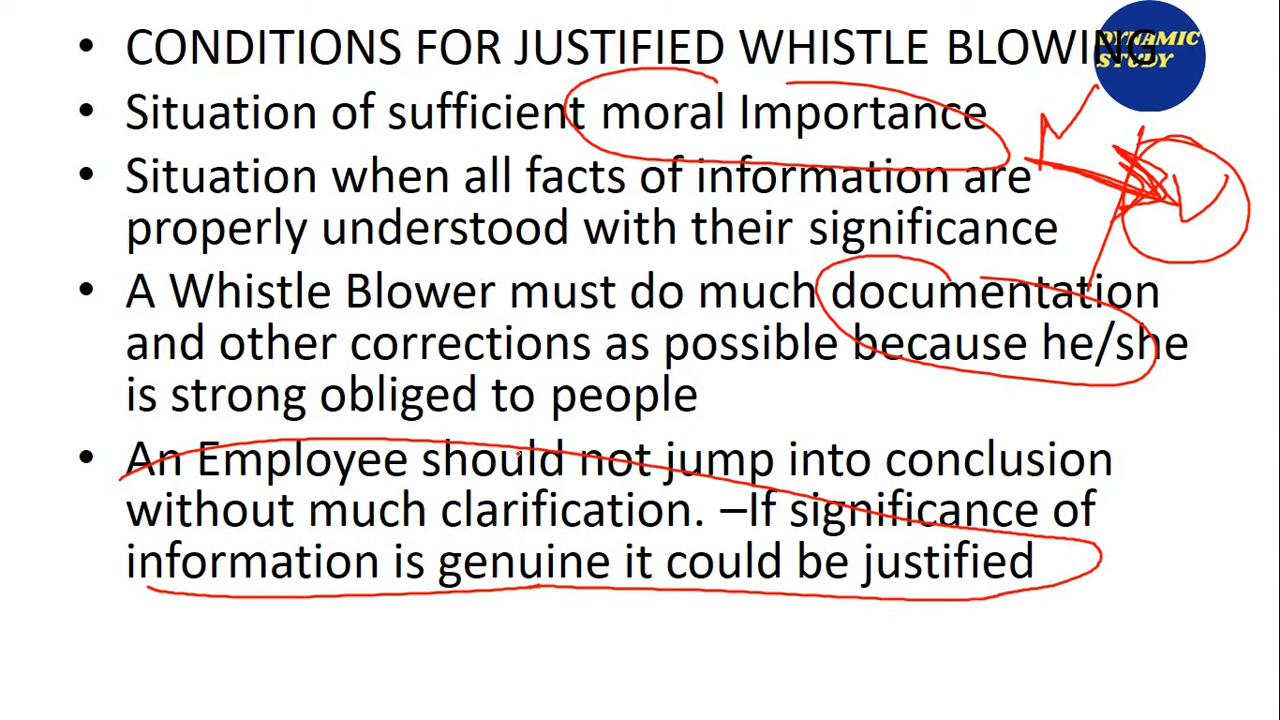 • CONDITIONS FOR JUSTIFIED WHISTLE BLOWING
DYNAMIC
STUDY
• Situation of sufficient moral Importance
• Situation when all facts of information are
properly understood with their significance
• A Whistle Blower must do much documentation
and other corrections as possible because he/she
is strong obliged to people
• An Employee should not jump into conclusion
without much clarification. –If significance of
information is genuine it could be justified